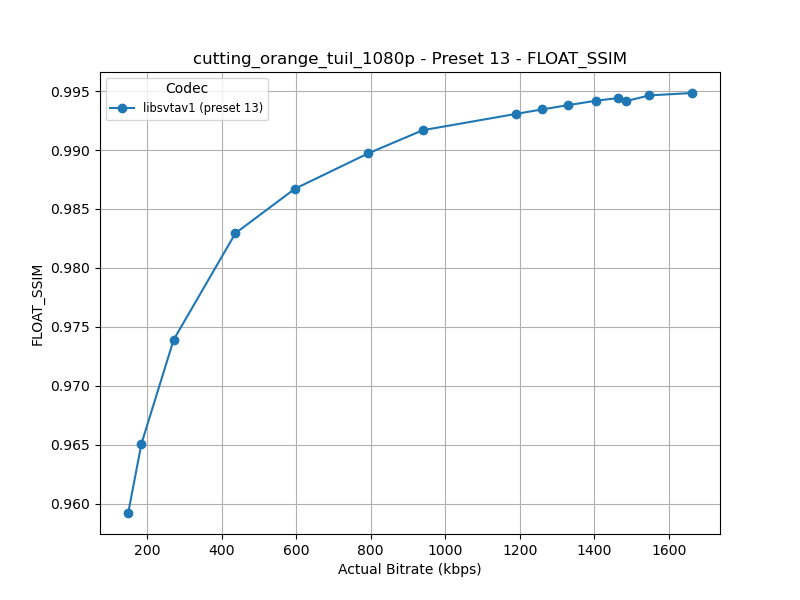 cutting_orange_tuil_1080p - Preset 13 - FLOAT_SSIM
Codec
libsvtav1 (preset 13)
FLOAT_SSIM
0.995
0.990
0.985
0.980
0.975
0.970
0.965
0.960
200 400 600 800 1000 1200 1400 1600
Actual Bitrate (kbps)